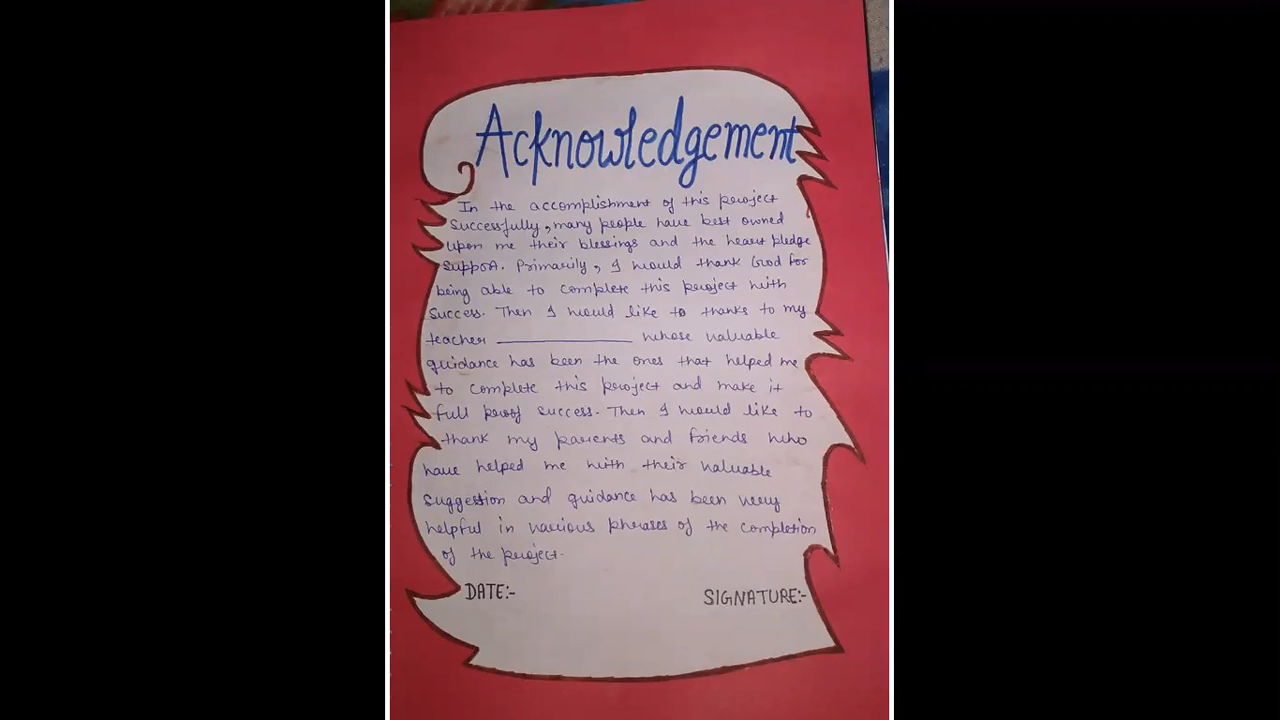 Acknowledgement
In the accomplishment of this project
successfully, many people have best owned
upon me their blessings and the heart pledge
support. Primarily, I would thank God for
being able to complete this project with
success. Then I would like to thanks to my
teacher ______________ whose valuable
guidance has been the ones that helped me
to complete this project and make it
full proof success. Then I would like to
thank my parents and friends who
have helped me with their valuable
suggestion and guidance has been very
helpful in various phrases of the completion
of the project.
DATE:- SIGNATURE:-